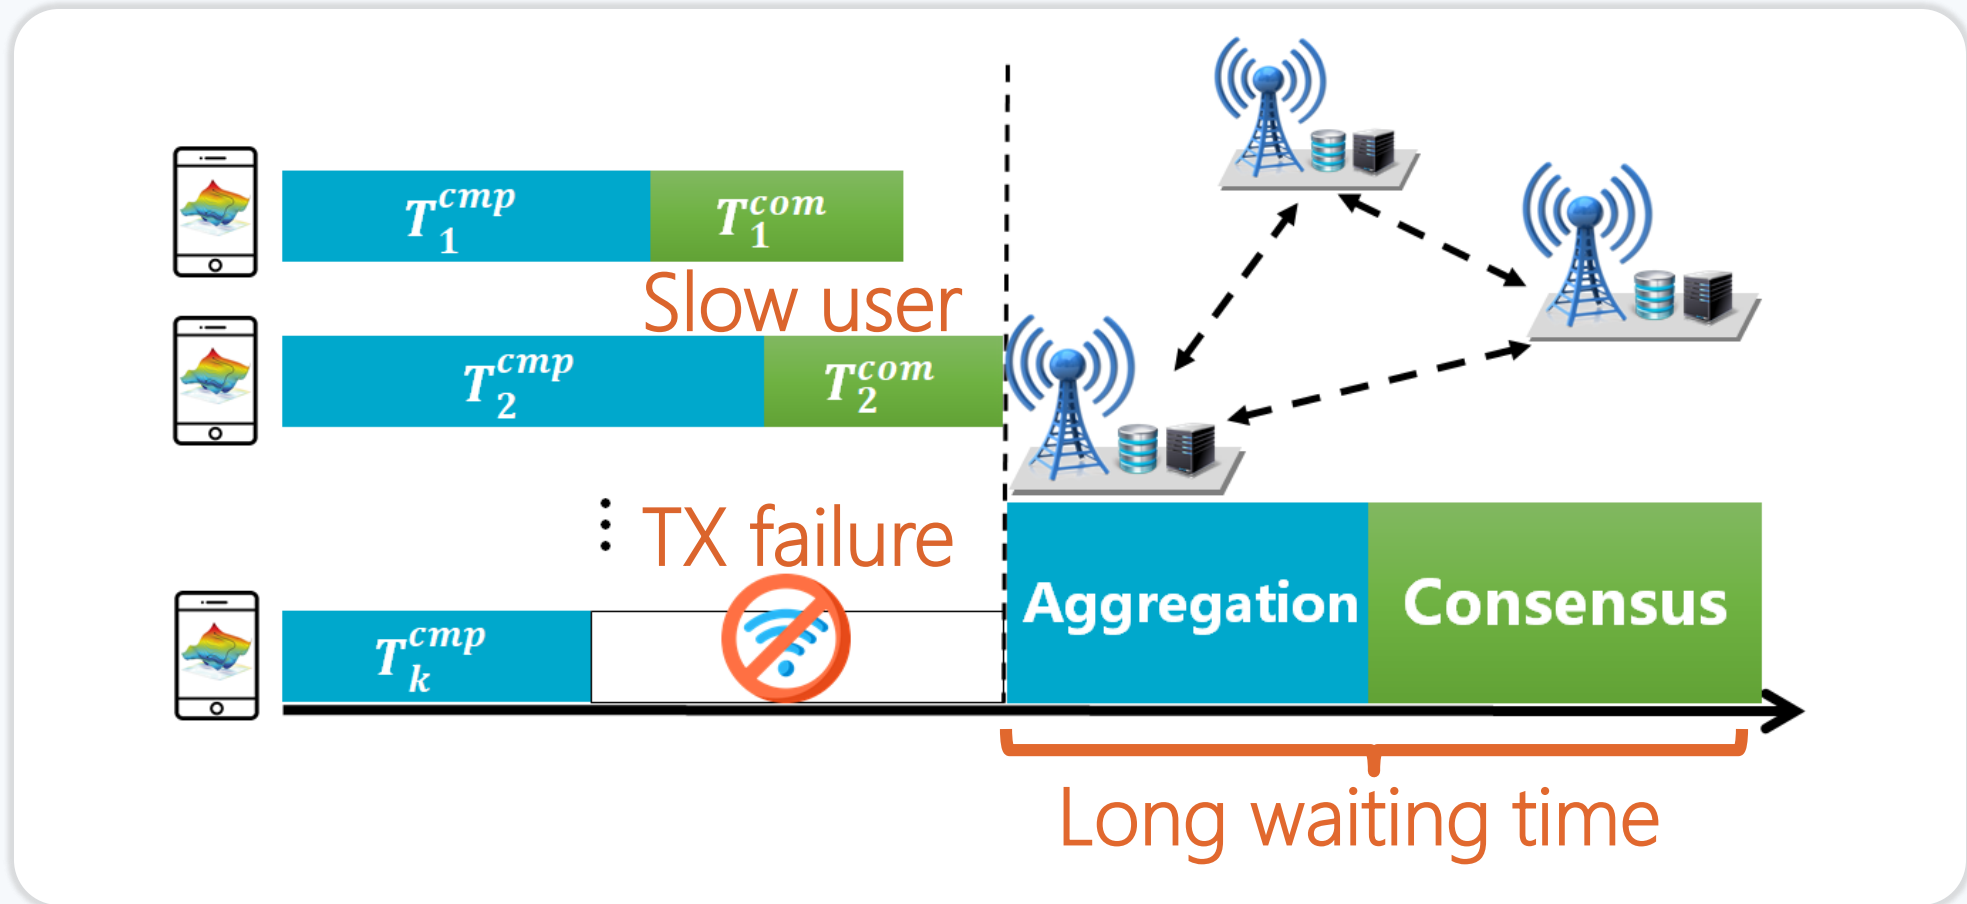 T_1^{cmp} T_1^{com}
Slow user
T_2^{cmp} T_2^{com}
TX failure
T_k^{cmp}
Aggregation Consensus
Long waiting time